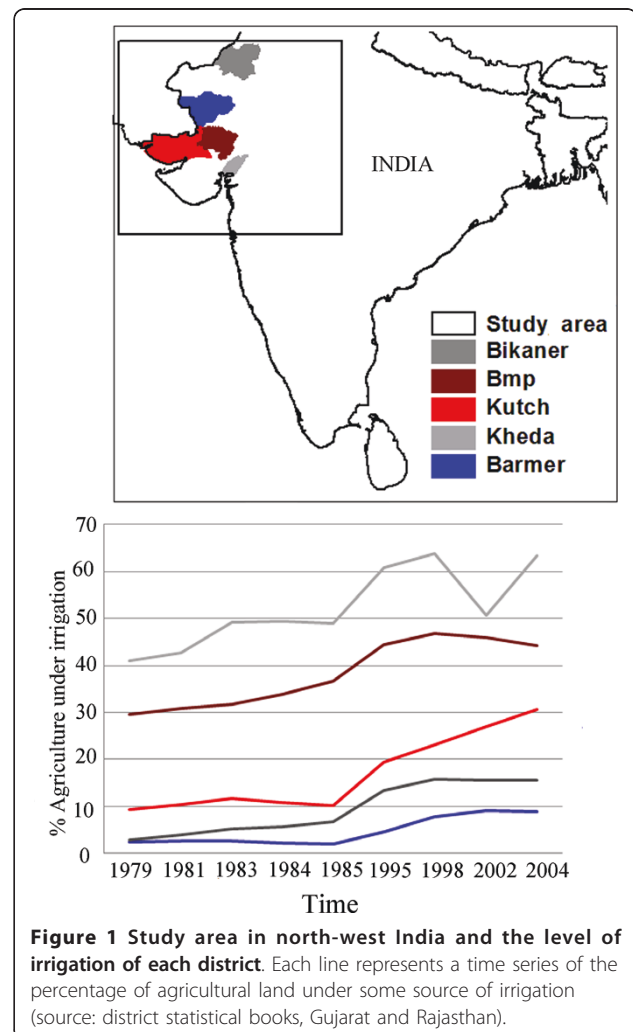 INDIA
Study area
Bikaner
Bmp
Kutch
Kheda
Barmer
70
60
50
40
30
20
10
0
% Agriculture under irrigation
1979 1981 1983 1984 1985 1995 1998 2002 2004
Time
Figure 1 Study area in north-west India and the level of
irrigation of each district. Each line represents a time series of the
percentage of agricultural land under some source of irrigation
(source: district statistical books, Gujarat and Rajasthan).